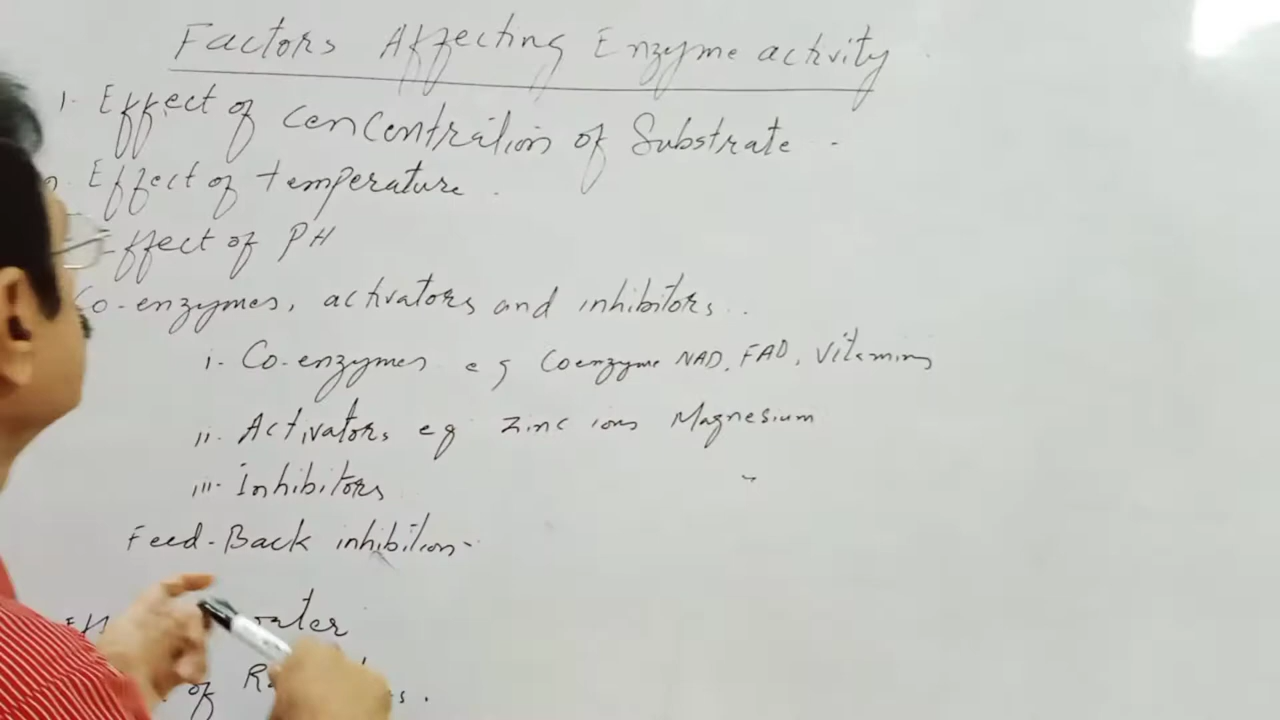 Factors Affecting Enzyme activity
1. Effect of concentration of Substrate.
Effect of temperature.
Effect of PH
Co-enzymes, activators and inhibitors..
i. Co-enzymes eg Coenzyme NAD, FAD, Vitamins
ii. Activators eg Zinc ions Magnesium
iii. Inhibitors
Feed-Back inhibition-
water
of